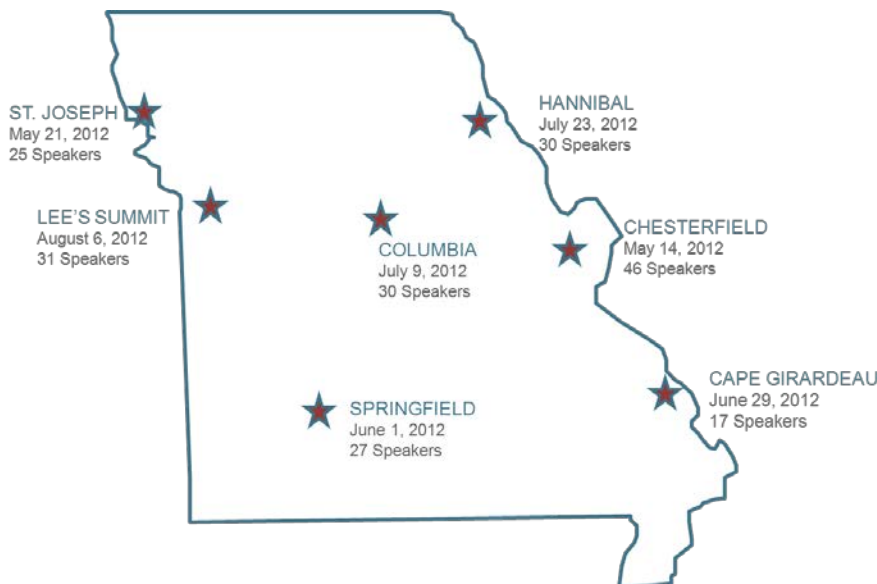 ST. JOSEPH
May 21, 2012
25 Speakers
HANNIBAL
July 23, 2012
30 Speakers
LEE'S SUMMIT
August 6, 2012
31 Speakers
COLUMBIA
July 9, 2012
30 Speakers
CHESTERFIELD
May 14, 2012
46 Speakers
SPRINGFIELD
June 1, 2012
27 Speakers
CAPE GIRARDEAU
June 29, 2012
17 Speakers